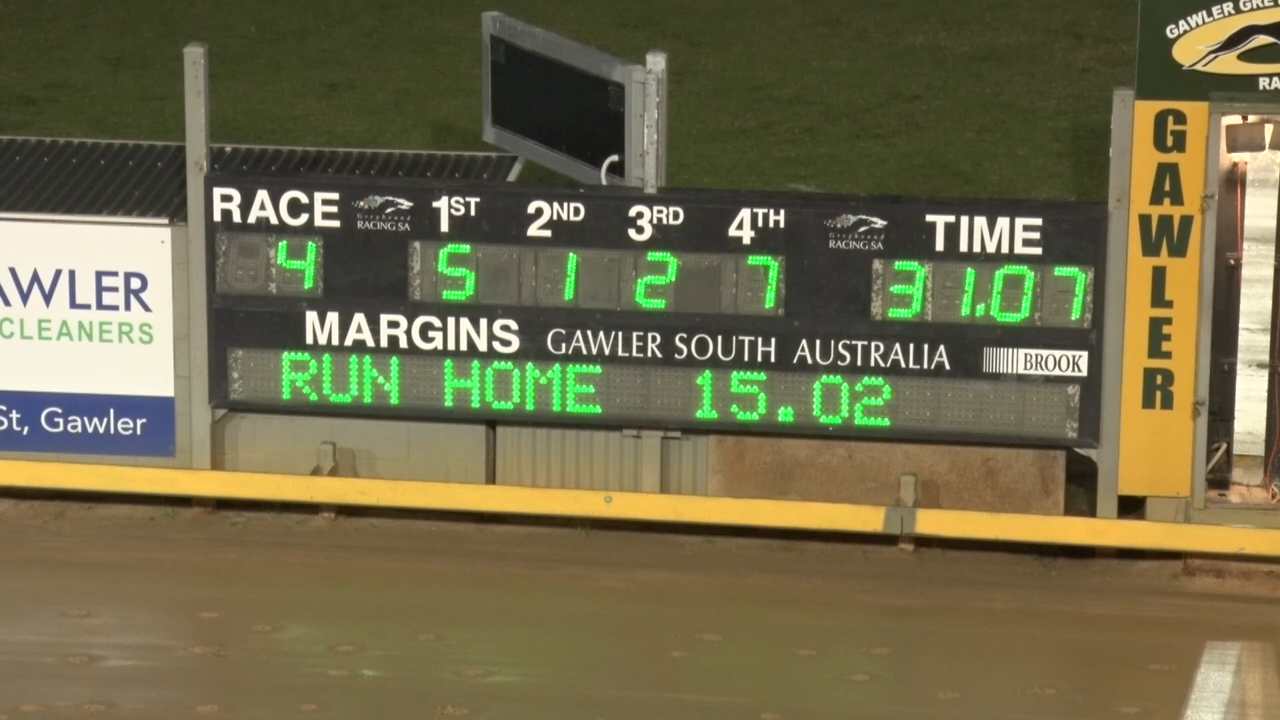 GAWLER GRE
RA
GAWLER
RACE Greyhound RACING SA 1ST 2ND 3RD 4TH Greyhound RACING SA TIME
4 5 1 2 7 31.07
MARGINS GAWLER SOUTH AUSTRALIA BROOK
RUN HOME 15.02
AWLER
CLEANERS
St, Gawler